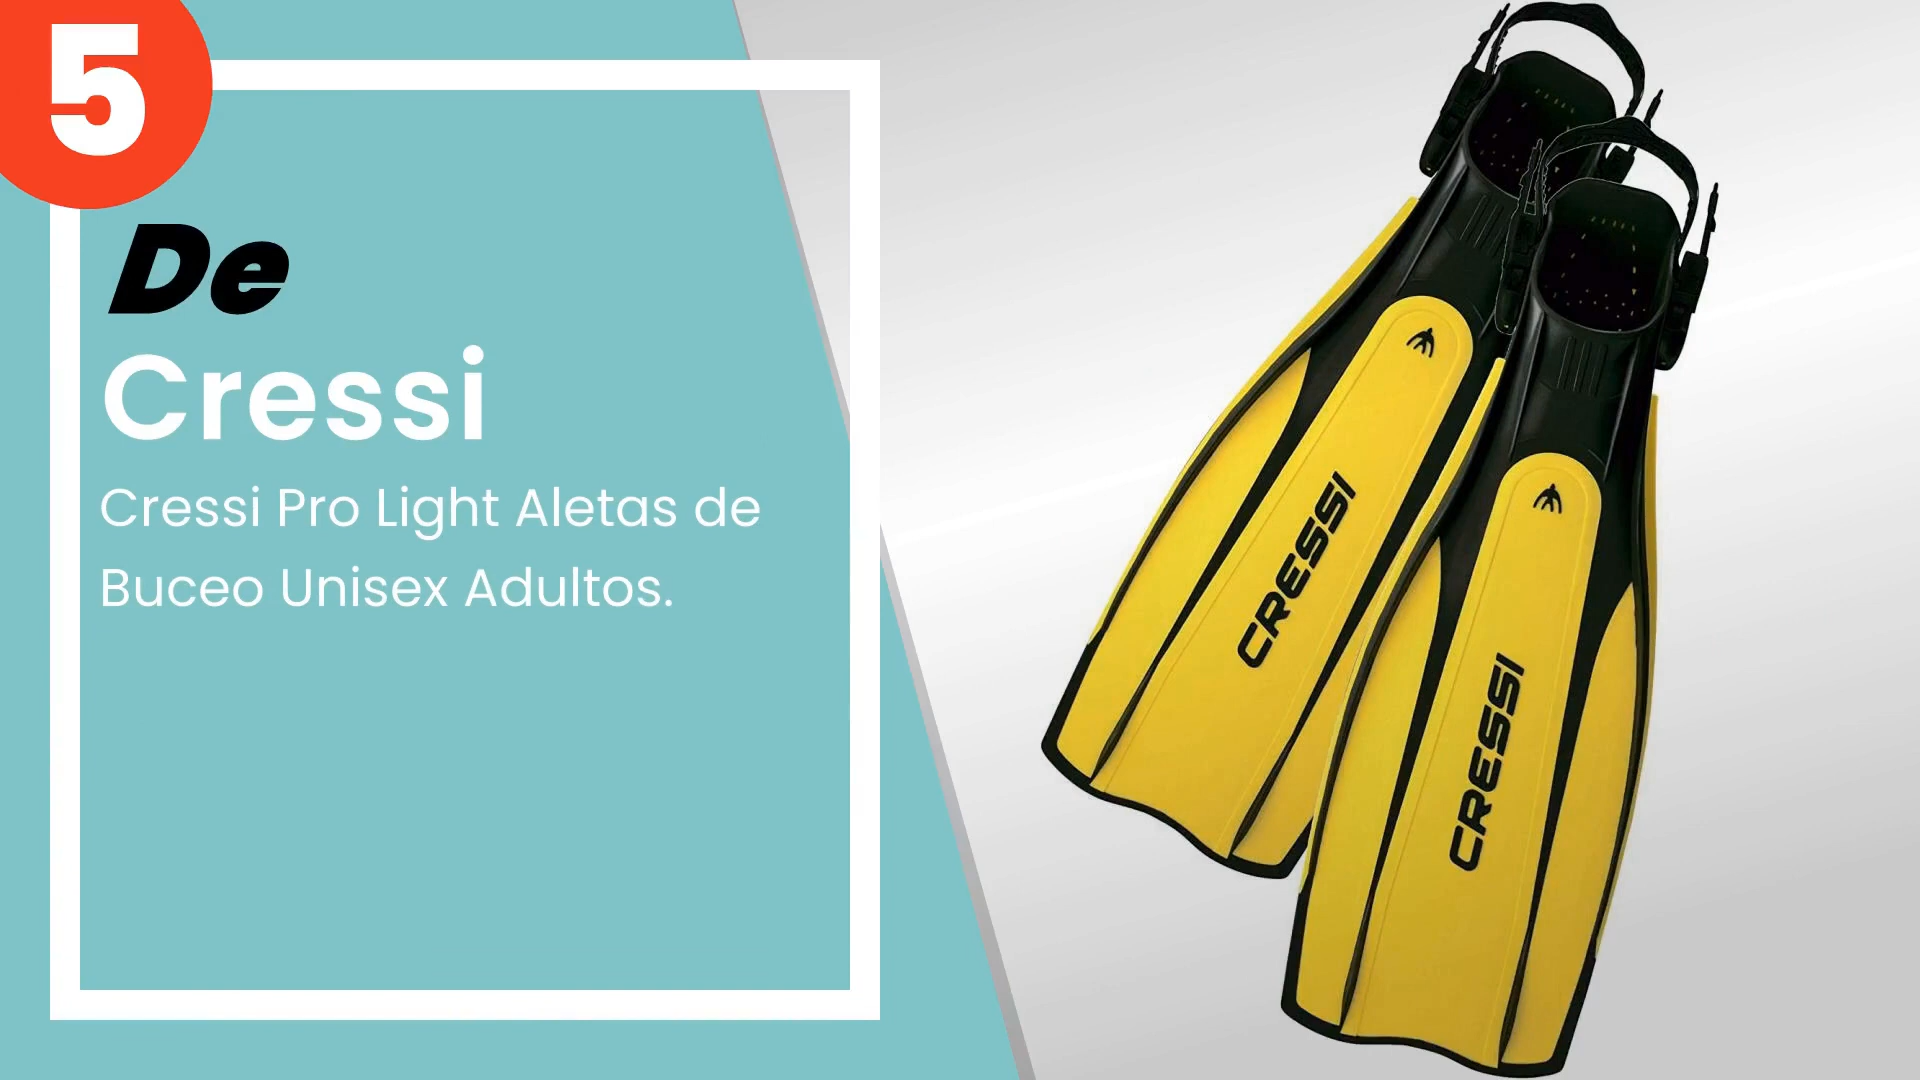 5
De
Cressi
Cressi Pro Light Aletas de
Buceo Unisex Adultos.
CRESSI
CRESSI